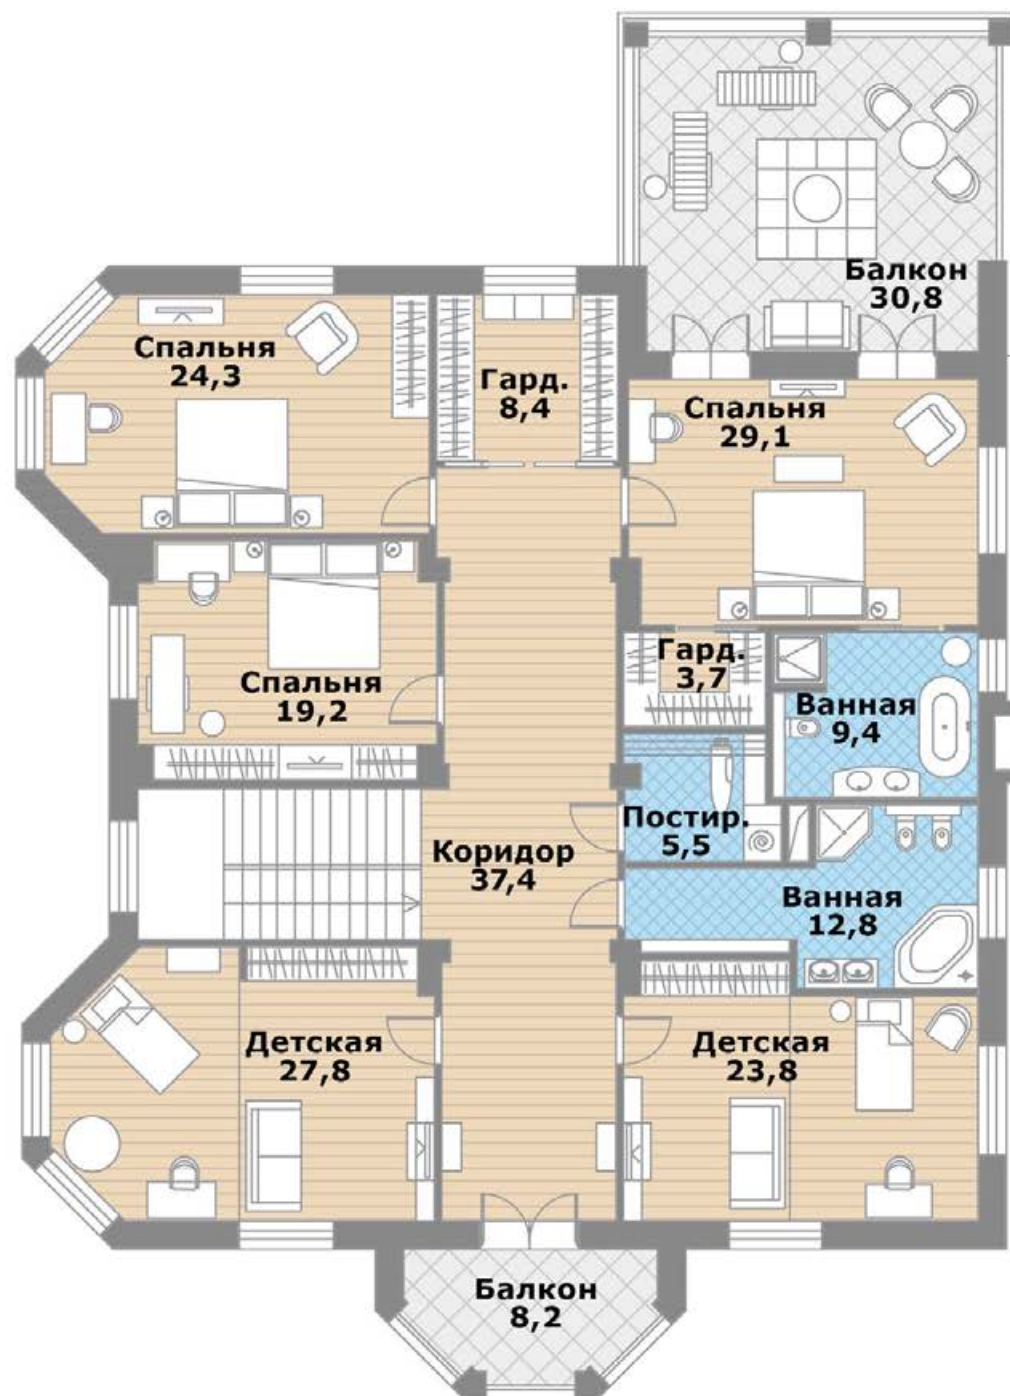 Балкон
30,8
Спальня
24,3
Гард.
8,4
Спальня
29,1
Спальня
19,2
Гард.
3,7
Ванная
9,4
Постир.
5,5
Коридор
37,4
Ванная
12,8
Детская
27,8
Детская
23,8
Балкон
8,2